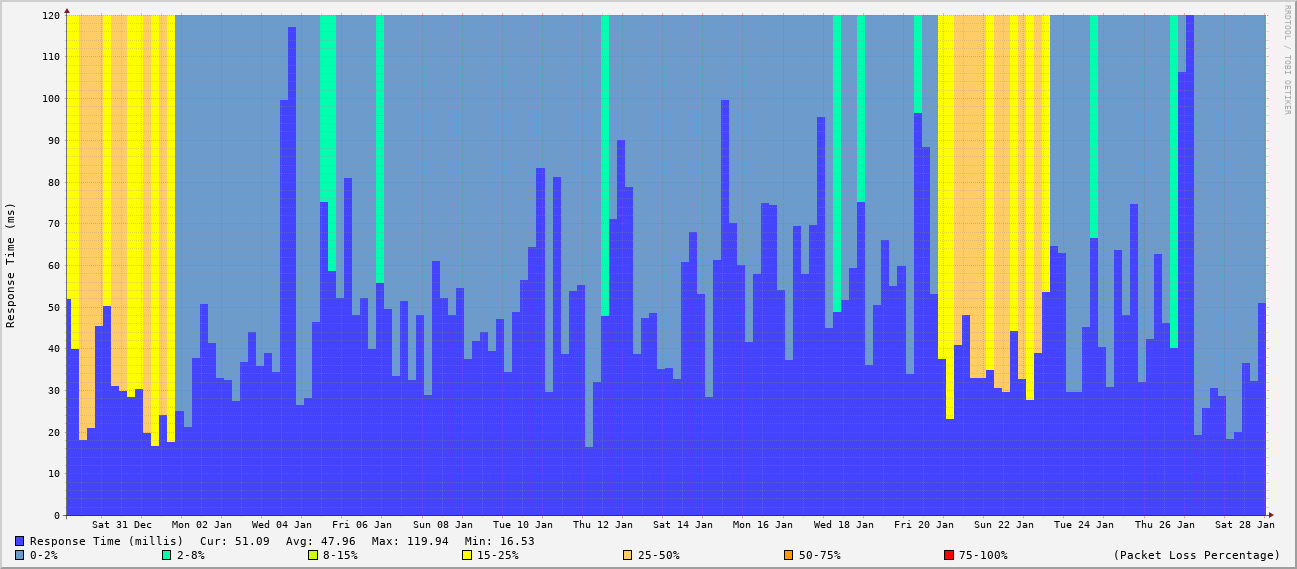 RRDTOOL / TOBI OETIKER
Response Time (ms)
120
110
100
90
80
70
60
50
40
30
20
10
0
Sat 31 Dec Mon 02 Jan Wed 04 Jan Fri 06 Jan Sun 08 Jan Tue 10 Jan Thu 12 Jan Sat 14 Jan Mon 16 Jan Wed 18 Jan Fri 20 Jan Sun 22 Jan Tue 24 Jan Thu 26 Jan Sat 28 Jan
Response Time (millis) Cur: 51.09 Avg: 47.96 Max: 119.94 Min: 16.53
0-2% 2-8% 8-15% 15-25% 25-50% 50-75% 75-100% (Packet Loss Percentage)